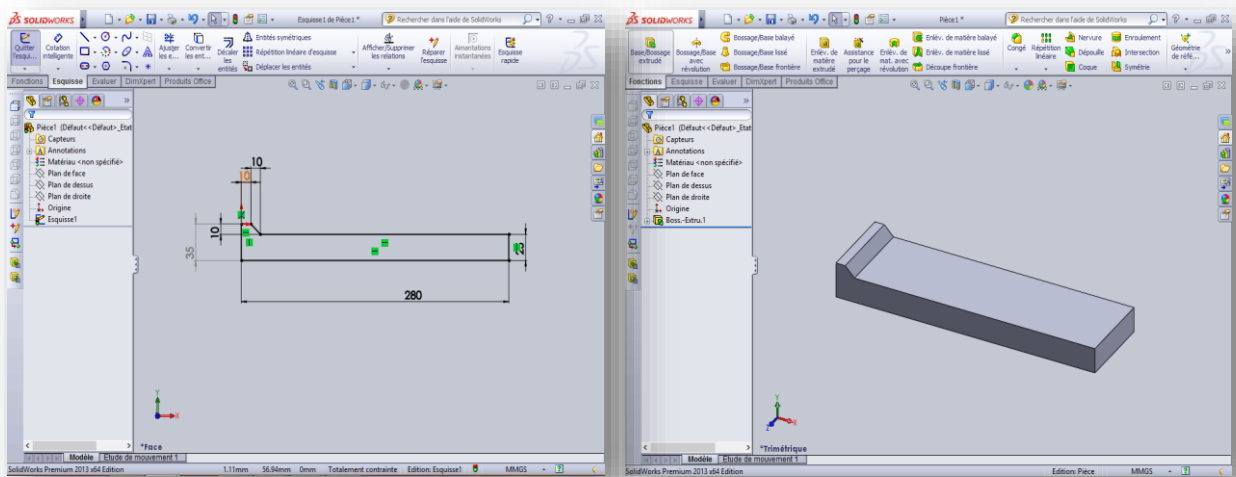 SOLIDWORKS
Esquisse1 de Pièce1 *
Rechercher dans l'aide de SolidWorks
Quitter l'esqui...
Cotation intelligente
Ajuster les e...
Convertir les ent...
Décaler les entités
Entités symétriques
Répétition linéaire d'esquisse
Déplacer les entités
Afficher/Supprimer les relations
Réparer l'esquisse
Aimantations instantanées
Esquisse rapide
Fonctions Esquisse Evaluer DimXpert Produits Office
Pièce1 (Défaut<<Défaut>_Etat
Capteurs
Annotations
Matériau <non spécifié>
Plan de face
Plan de dessus
Plan de droite
Origine
Esquisse1
10
10
10
35
25
280
Y
X
*Face
Modèle Etude de mouvement 1
SolidWorks Premium 2013 x64 Edition 1.11mm 56.94mm 0mm Totalement contrainte Edition: Esquisse1 MMGS
SOLIDWORKS
Pièce1 *
Rechercher dans l'aide de SolidWorks
Base/Bossage extrudé
Bossage/Base avec révolution
Bossage/Base balayé
Bossage/Base lissé
Bossage/Base frontière
Enlèv. de matière extrudé
Assistance pour le perçage
Enlèv. de mat. avec révolution
Enlèv. de matière balayé
Enlèv. de matière lissé
Découpe frontière
Congé
Répétition linéaire
Nervure
Dépouille
Coque
Enroulement
Intersection
Symétrie
Géométrie de réfé...
Fonctions Esquisse Evaluer DimXpert Produits Office
Pièce1 (Défaut<<Défaut>_Etat
Capteurs
Annotations
Matériau <non spécifié>
Plan de face
Plan de dessus
Plan de droite
Origine
Boss.-Extru.1
Y
X
Z
*Trimétrique
Modèle Etude de mouvement 1
SolidWorks Premium 2013 x64 Edition Edition: Pièce MMGS